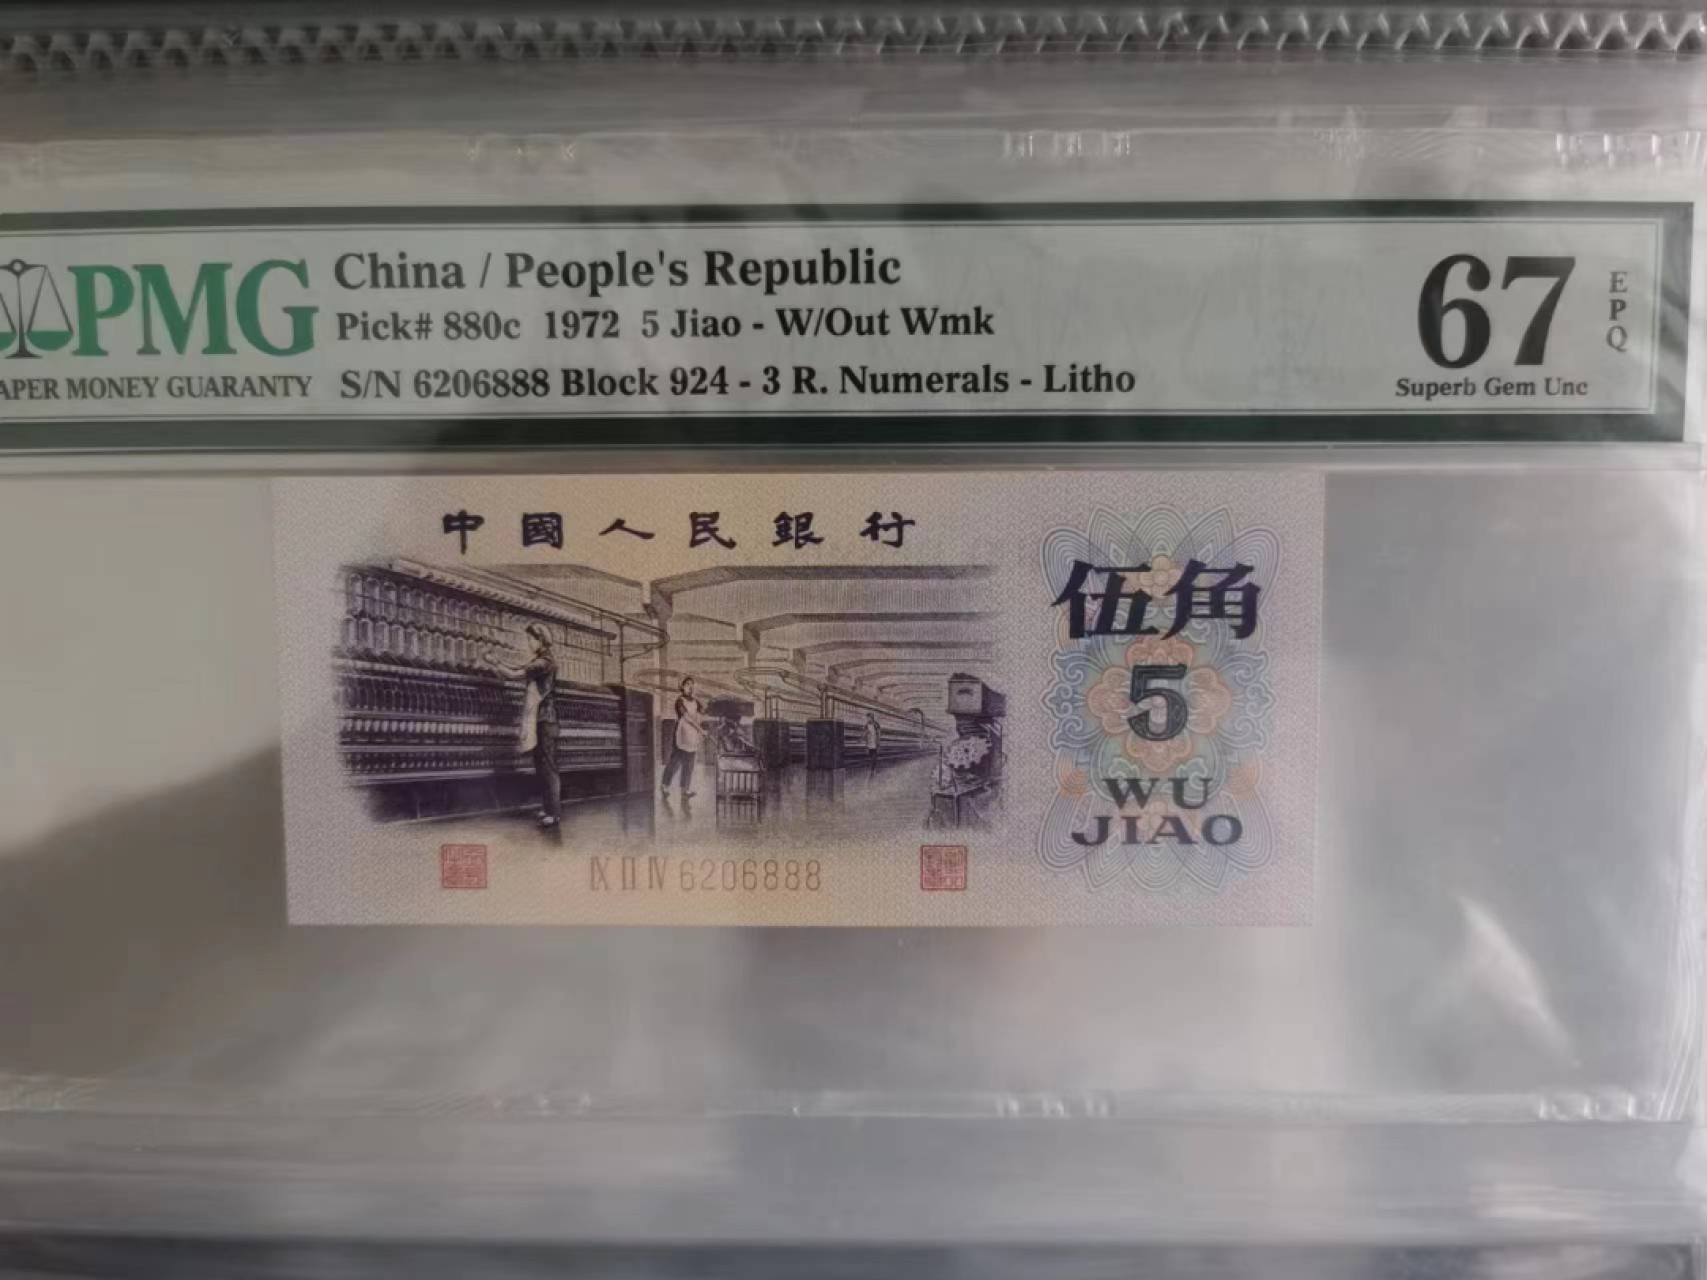 PMG
APER MONEY GUARANTY
China / People's Republic
Pick# 880c 1972 5 Jiao - W/Out Wmk
S/N 6206888 Block 924 - 3 R. Numerals - Litho
67
EPQ
Superb Gem Unc
中國人民銀行
伍角
5
WU
JIAO
IX II IV 6206888